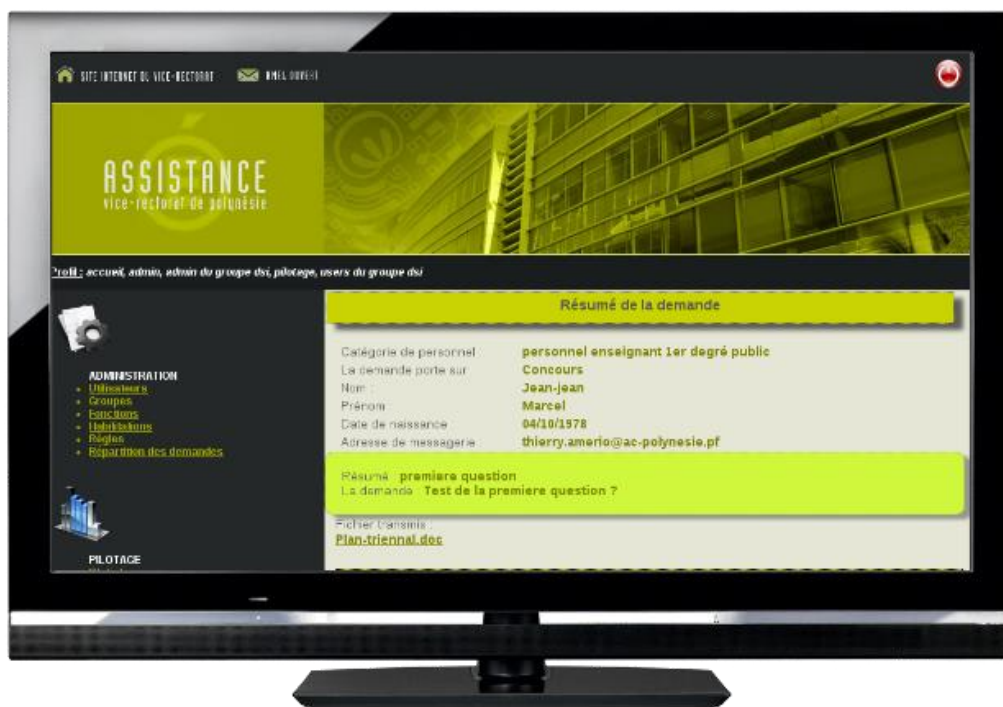 SITE INTERNET DU VICE-RECTORAT AMEL OUVERT
ASSISTANCE
vice-rectorat de polynésie
Profil : accueil, admin, admin du groupe dsi, pilotage, users du groupe dsi
Résumé de la demande
Catégorie de personnel personnel enseignant 1er degré public
La demande porte sur Concours
Nom : Jean-jean
Prénom Marcel
Date de naissance 04/10/1978
Adresse de messagerie thierry.amerio@ac-polynesie.pf
Résumé : premiere question
La demande : Test de la premiere question ?
Fichier transmis :
Plan-triennal.doc
ADMINISTRATION
Utilisateurs
Groupes
Fonctions
Habilitations
Règles
Répartition des demandes
PILOTAGE